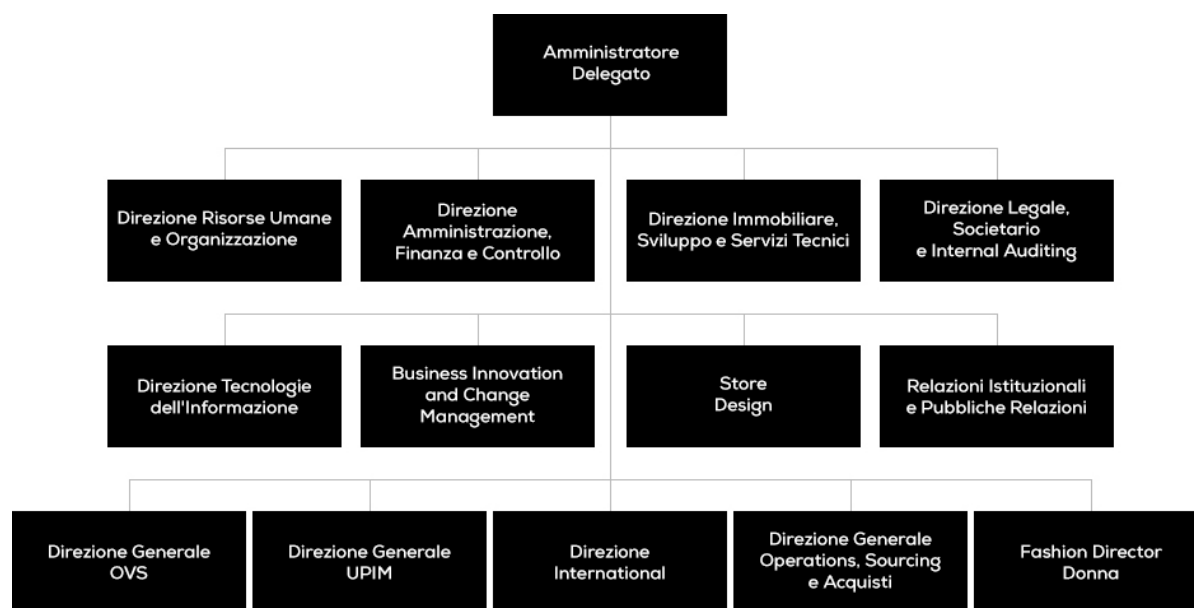 Amministratore
Delegato
Direzione Risorse Umane
e Organizzazione
Direzione
Amministrazione,
Finanza e Controllo
Direzione Immobiliare,
Sviluppo e Servizi Tecnici
Direzione Legale,
Societario
e Internal Auditing
Direzione Tecnologie
dell'Informazione
Business Innovation
and Change
Management
Store
Design
Relazioni Istituzionali
e Pubbliche Relazioni
Direzione Generale
OVS
Direzione Generale
UPIM
Direzione
International
Direzione Generale
Operations, Sourcing
e Acquisti
Fashion Director
Donna